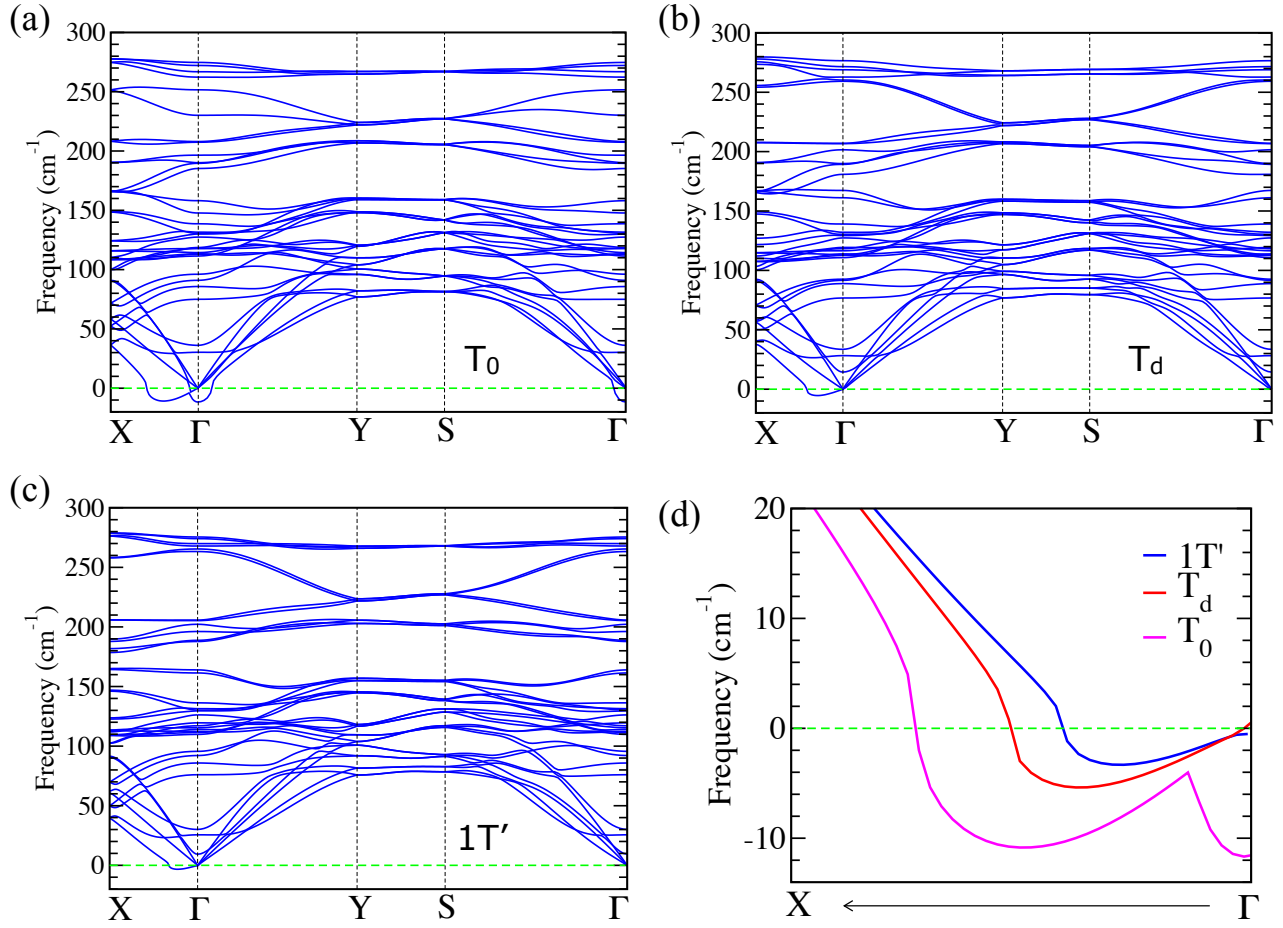 (a)
Frequency (cm-1)
300
250
200
150
100
50
0
T0
X Γ Y S Γ
(b)
Frequency (cm-1)
300
250
200
150
100
50
0
Td
X Γ Y S Γ
(c)
Frequency (cm-1)
300
250
200
150
100
50
0
1T′
X Γ Y S Γ
(d)
Frequency (cm-1)
20
10
0
-10
1T'
Td
T0
X Γ